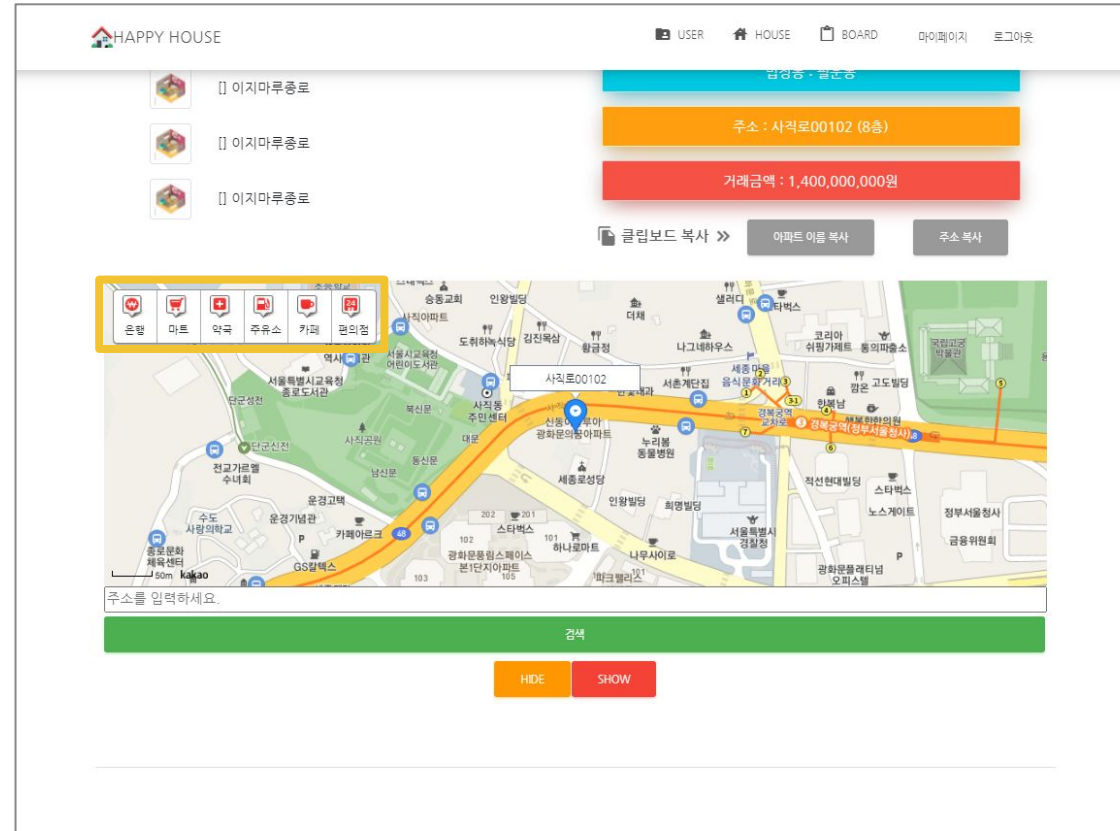 HAPPY HOUSE
USER
HOUSE
BOARD
마이페이지
로그아웃
[] 이지마루종로
[] 이지마루종로
[] 이지마루종로
법정동 : 필운동
주소 : 사직로00102 (8층)
거래금액 : 1,400,000,000원
클립보드 복사
아파트 이름 복사
주소 복사
은행
마트
약국
주유소
카페
편의점
승동교회
인왕빌딩
사직아파트
도취하녹식당
김진목삼
황금정
더채
나그네하우스
샐러디
타벅스
코리아
쉬핑가제트
통의파출소
국립고궁
박물관
서울시교육청
어린이도서관
서울특별시교육청
종로도서관
단군성전
북신문
사직공원
단군신전
대문
동신문
남신문
사직동
주민센터
사직로00102
광화문의꿈아파트
서촌계단집
세종마을
음식문화거리
경복궁역
교차로
경복궁역(정부서울청사)
한복남
깜온
고도빌딩
누리봄
동물병원
세종로성당
인왕빌딩
희명빌딩
적선현대빌딩
스타벅스
노스게이트
정부서울청사
금융위원회
전교가르멜
수녀회
수도
사랑의학교
운경고택
운경기념관
P
카페아르크
48
GS칼텍스
종로문화
체육센터
202
201
스타벅스
102
101
하나로마트
광화문풍림스페이스
본1단지아파트
103
105
101
파크팰리스
나무사이로
서울특별시
경찰청
광화문플래티넘
오피스텔
P
50m
kakao
주소를 입력하세요.
검색
HIDE
SHOW